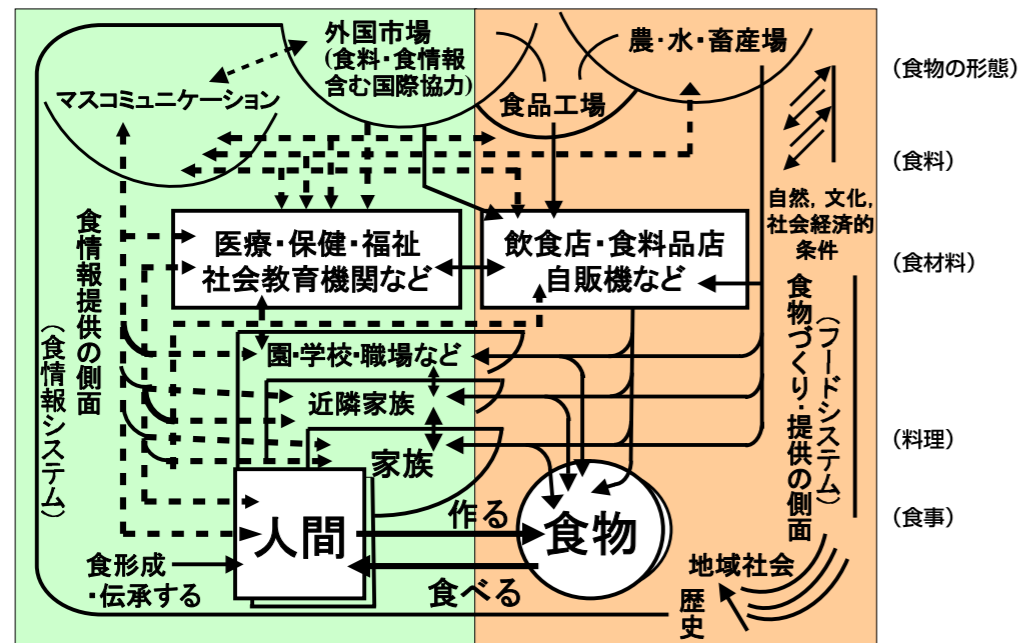 外国市場
(食料・食情報
含む国際協力)
農・水・畜産場
(食物の形態)
マスコミュニケーション
食品工場
(食料)
自然，文化，
社会経済的
条件
医療・保健・福祉
社会教育機関など
飲食店・食料品店
自販機など
(食材料)
食情報提供の側面
(食情報システム)
食物づくり・提供の側面
(フードシステム)
園・学校・職場など
近隣家族
家族
(料理)
人間
作る
食物
(食事)
食べる
食形成
・伝承する
地域社会
歴史